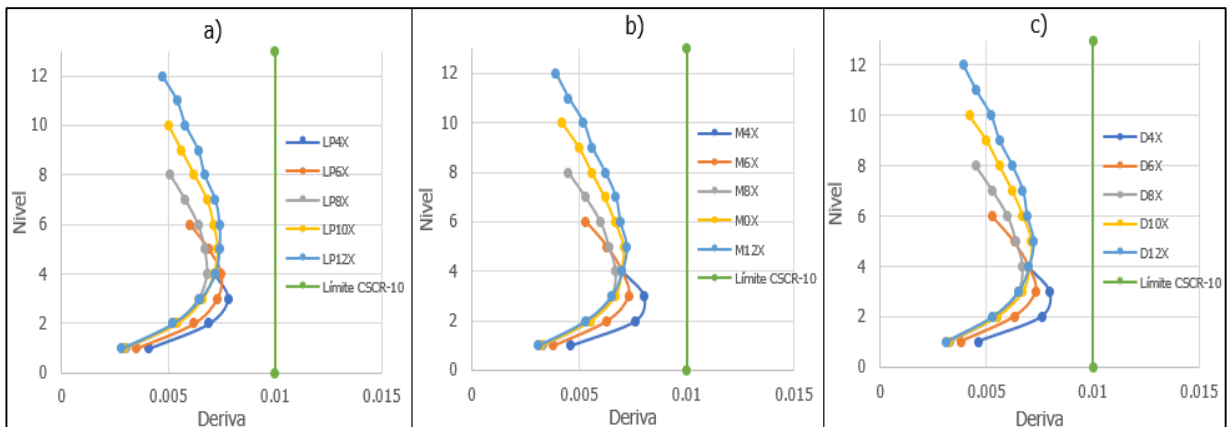 a)
12
10
8
6
4
2
0
Nivel
0
0.005
0.01
0.015
Deriva
LP4X
LP6X
LP8X
LP10X
LP12X
Límite CSCR-10
b)
12
10
8
6
4
2
0
Nivel
0
0.005
0.01
0.015
Deriva
M4X
M6X
M8X
M0X
M12X
Límite CSCR-10
c)
12
10
8
6
4
2
0
Nivel
0
0.005
0.01
0.015
Deriva
D4X
D6X
D8X
D10X
D12X
Límite CSCR-10